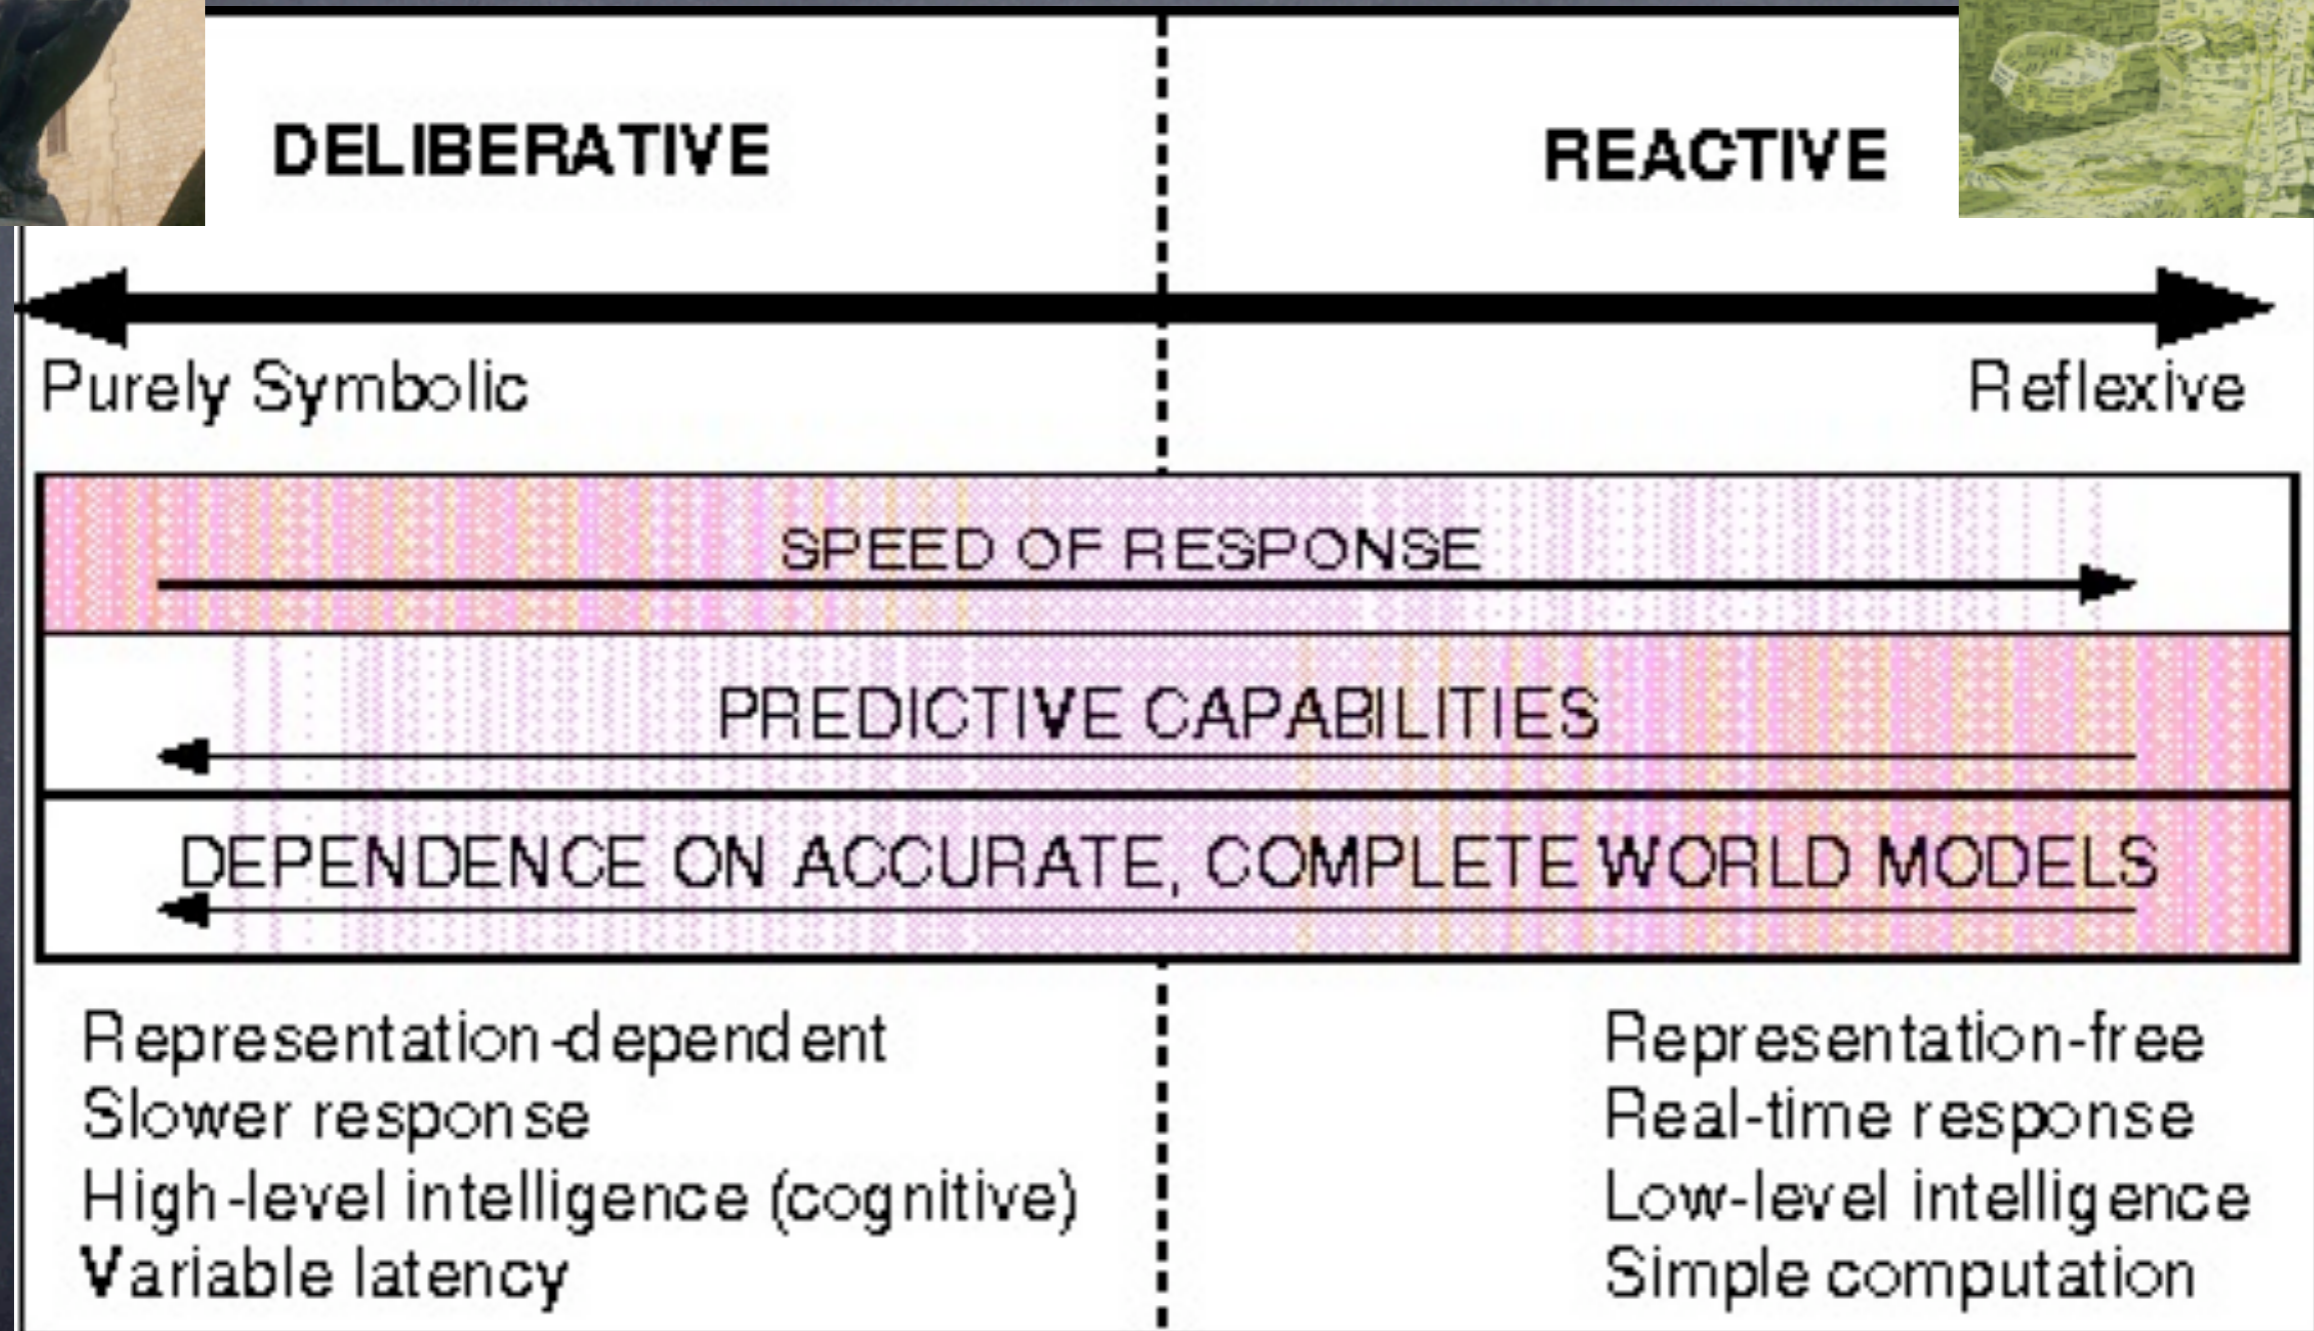 DELIBERATIVE
REACTIVE
Purely Symbolic
Reflexive
SPEED OF RESPONSE
PREDICTIVE CAPABILITIES
DEPENDENCE ON ACCURATE, COMPLETE WORLD MODELS
Representation-dependent
Slower response
High-level intelligence (cognitive)
Variable latency
Representation-free
Real-time response
Low-level intelligence
Simple computation